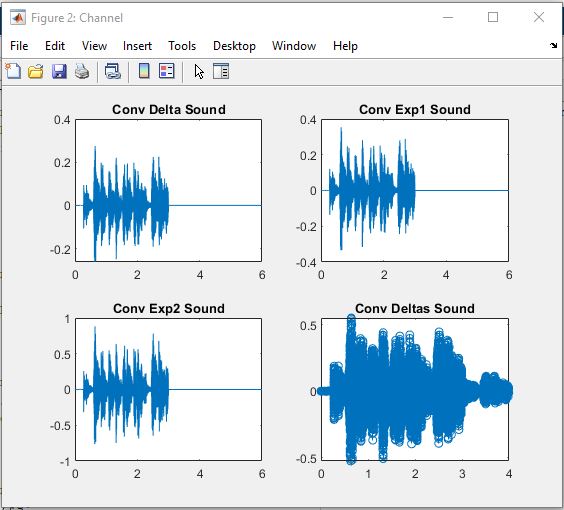 Figure 2: Channel
File Edit View Insert Tools Desktop Window Help
Conv Delta Sound
0.4
0.2
0
-0.2
0 2 4 6
Conv Exp1 Sound
0.4
0.2
0
-0.2
-0.4
0 2 4 6
Conv Exp2 Sound
1
0.5
0
-0.5
-1
0 2 4 6
Conv Deltas Sound
0.5
0
-0.5
0 1 2 3 4